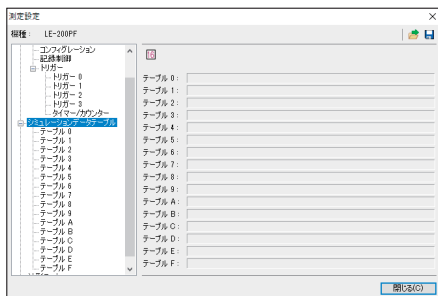 測定設定
機種： LE-200PF
コンフィグレーション
記録制御
トリガー
トリガー 0
トリガー 1
トリガー 2
トリガー 3
タイマー/カウンター
シミュレーションデータテーブル
テーブル 0
テーブル 1
テーブル 2
テーブル 3
テーブル 4
テーブル 5
テーブル 6
テーブル 7
テーブル 8
テーブル 9
テーブル A
テーブル B
テーブル C
テーブル D
テーブル E
テーブル F
テーブル 0：
テーブル 1：
テーブル 2：
テーブル 3：
テーブル 4：
テーブル 5：
テーブル 6：
テーブル 7：
テーブル 8：
テーブル 9：
テーブル A：
テーブル B：
テーブル C：
テーブル D：
テーブル E：
テーブル F：
閉じる(C)